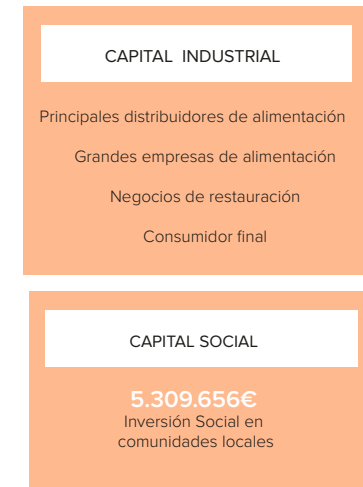 CAPITAL INDUSTRIAL
Principales distribuidores de alimentación
Grandes empresas de alimentación
Negocios de restauración
Consumidor final
CAPITAL SOCIAL
5.309.656€
Inversión Social en
comunidades locales